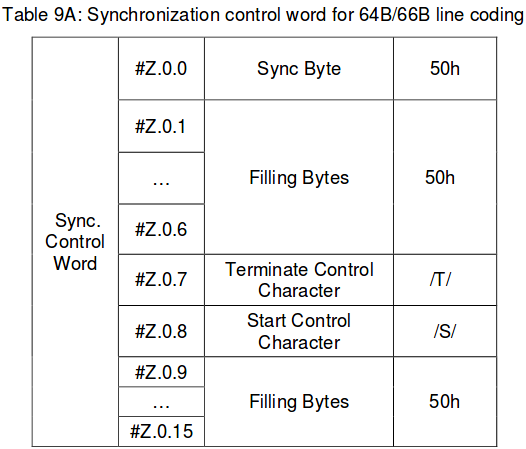 Table 9A: Synchronization control word for 64B/66B line coding
Sync.
Control
Word
#Z.0.0
Sync Byte
50h
#Z.0.1
...
#Z.0.6
Filling Bytes
50h
#Z.0.7
Terminate Control
Character
/T/
#Z.0.8
Start Control
Character
/S/
#Z.0.9
...
#Z.0.15
Filling Bytes
50h